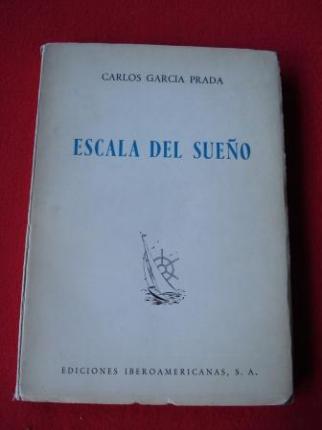 CARLOS GARCIA PRADA
ESCALA DEL SUEÑO
EDICIONES IBEROAMERICANAS, S. A.